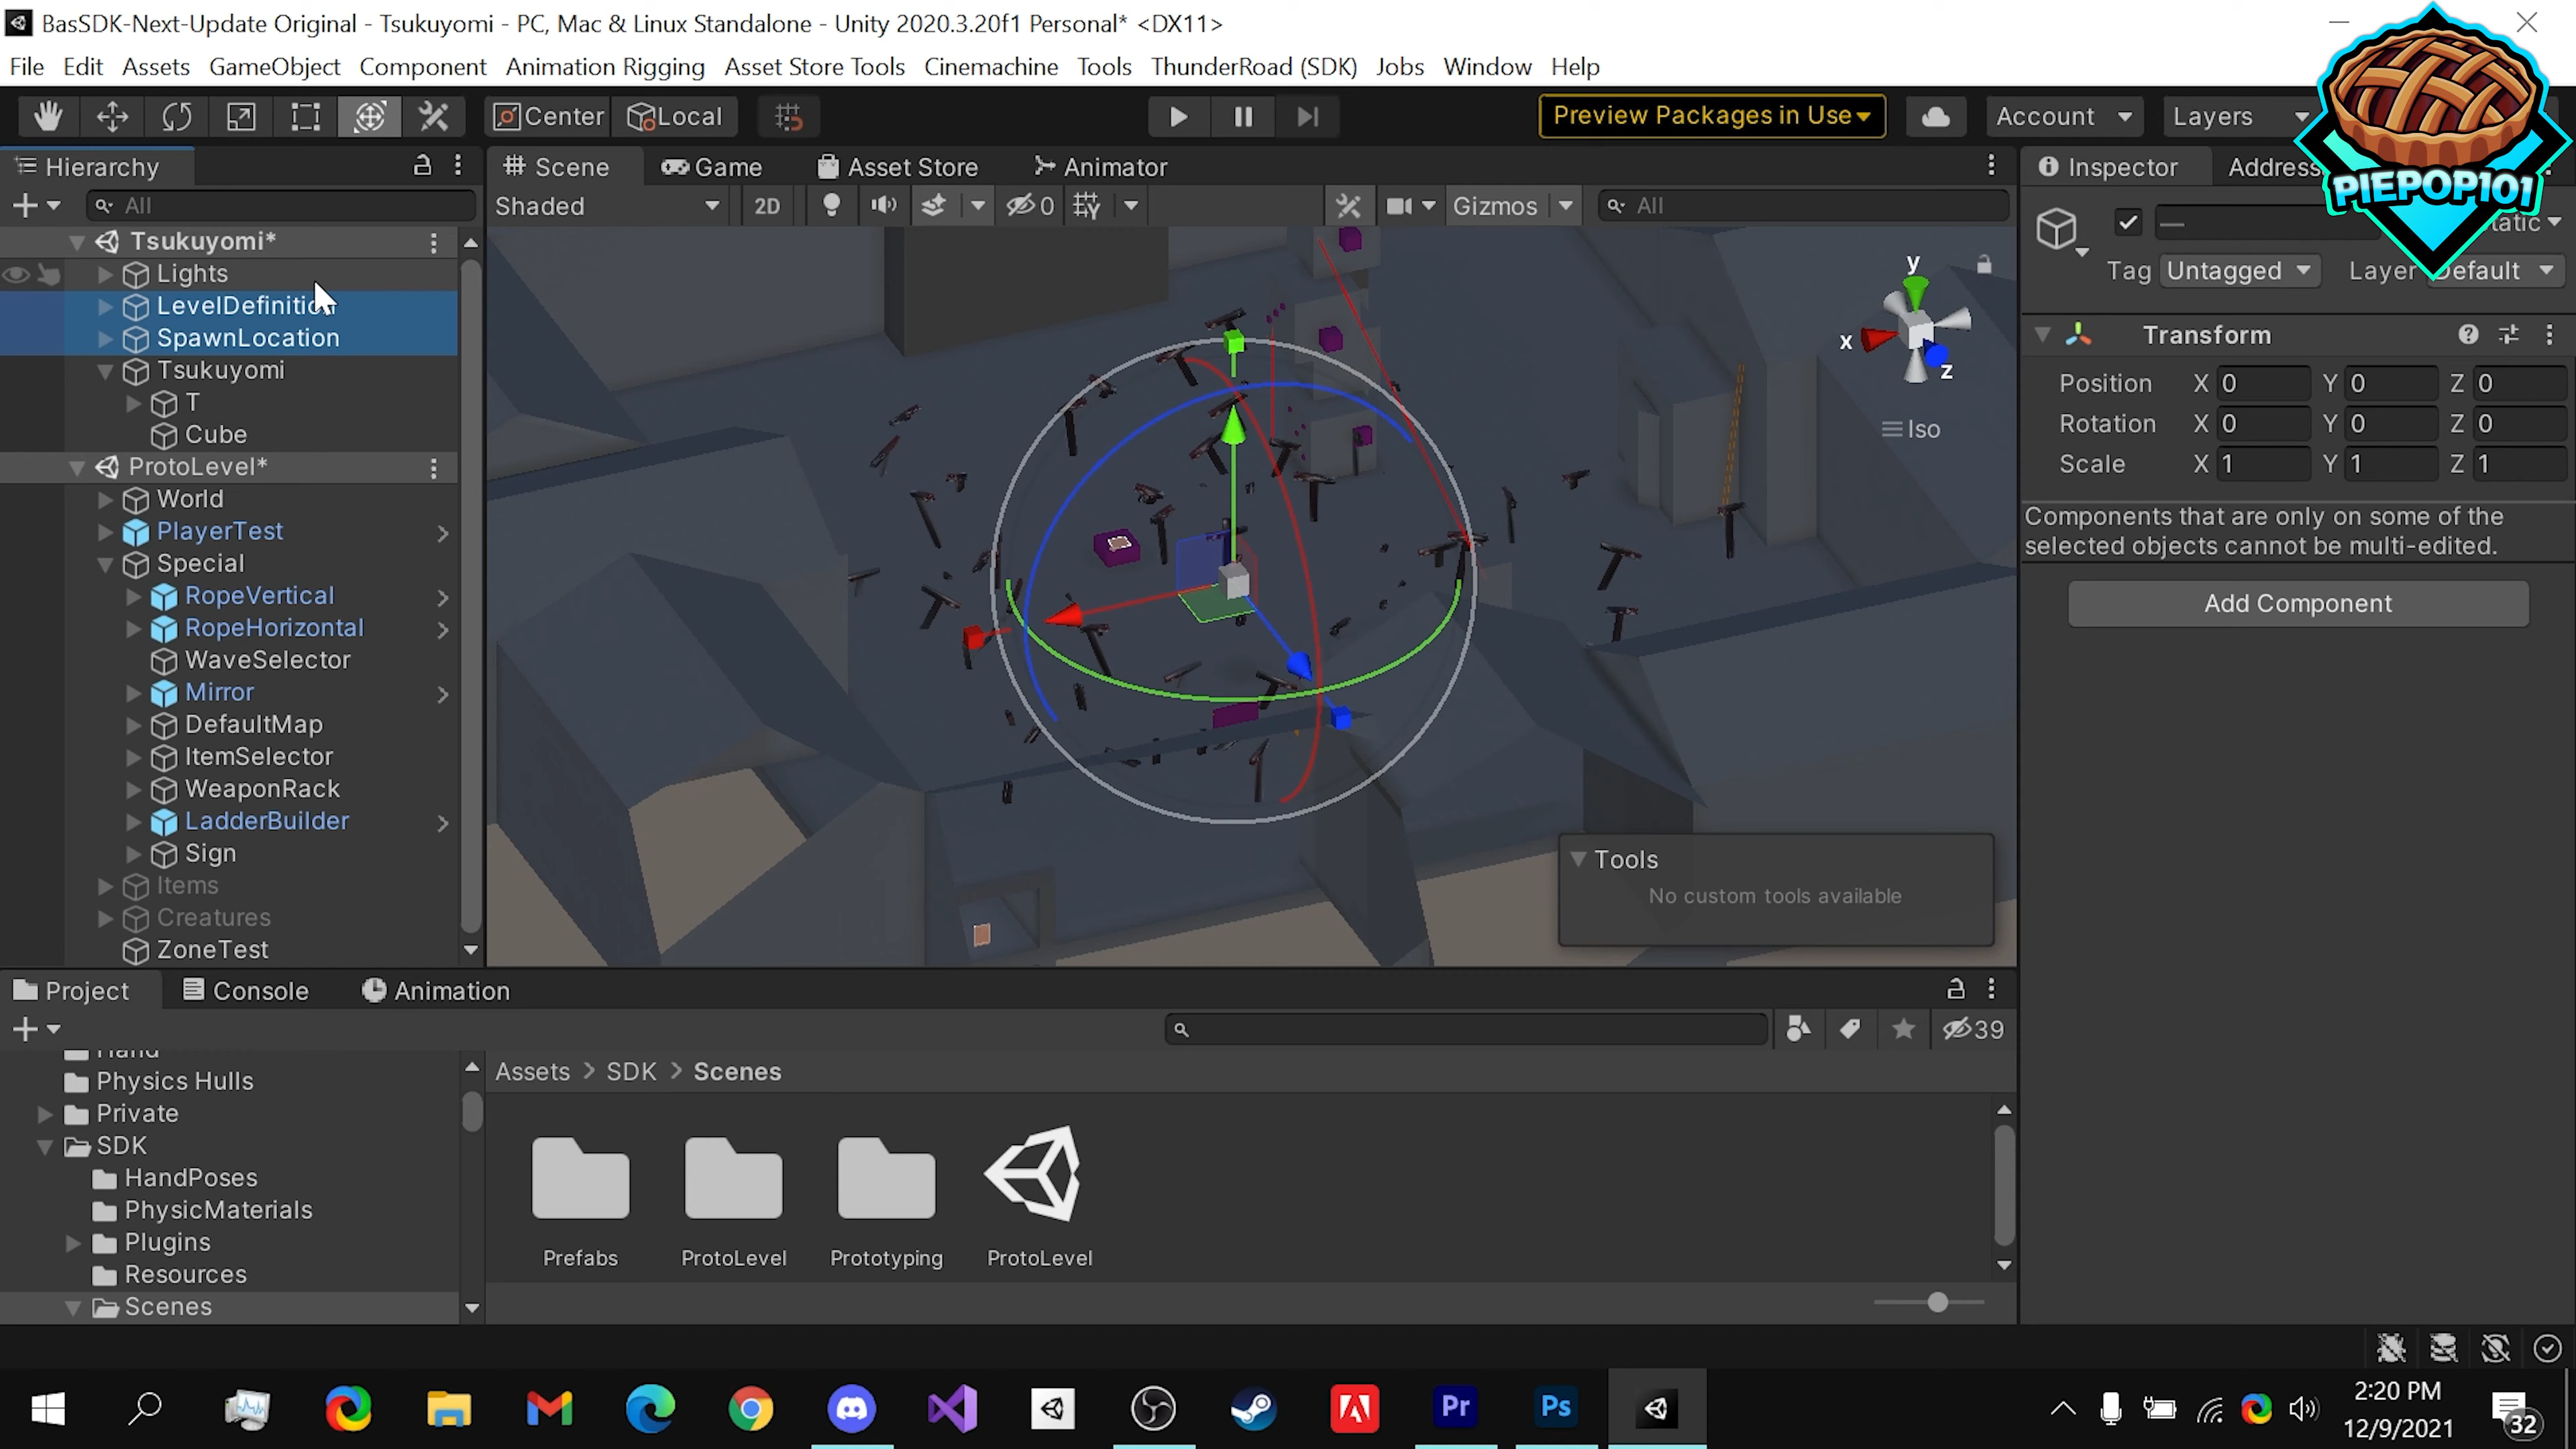 BasSDK-Next-Update Original - Tsukuyomi - PC, Mac & Linux Standalone - Unity 2020.3.20f1 Personal* <DX11>
File Edit Assets GameObject Component Animation Rigging Asset Store Tools Cinemachine Tools ThunderRoad (SDK) Jobs Window Help
Center Local Preview Packages in Use Account Layers
PIEPOP101
Hierarchy Scene Game Asset Store Animator Inspector
All Shaded 2D 0 Gizmos All
Tsukuyomi*
Lights
SpawnLocation
Tsukuyomi
T
Cube
ProtoLevel*
World
PlayerTest
Special
RopeVertical
RopeHorizontal
WaveSelector
Mirror
DefaultMap
ItemSelector
WeaponRack
LadderBuilder
Sign
Items
Creatures
ZoneTest
y
x
z
Iso
Tools
No custom tools available
Tag Untagged Layer Default
Transform
Position X 0 Y 0 Z 0
Rotation X 0 Y 0 Z 0
Scale X 1 Y 1 Z 1
Components that are only on some of the
selected objects cannot be multi-edited.
Add Component
Project Console Animation
39
Physics Hulls
Private
SDK
HandPoses
PhysicMaterials
Plugins
Resources
Scenes
Assets > SDK > Scenes
Prefabs ProtoLevel Prototyping ProtoLevel
Pr Ps
2:20 PM
12/9/2021
32